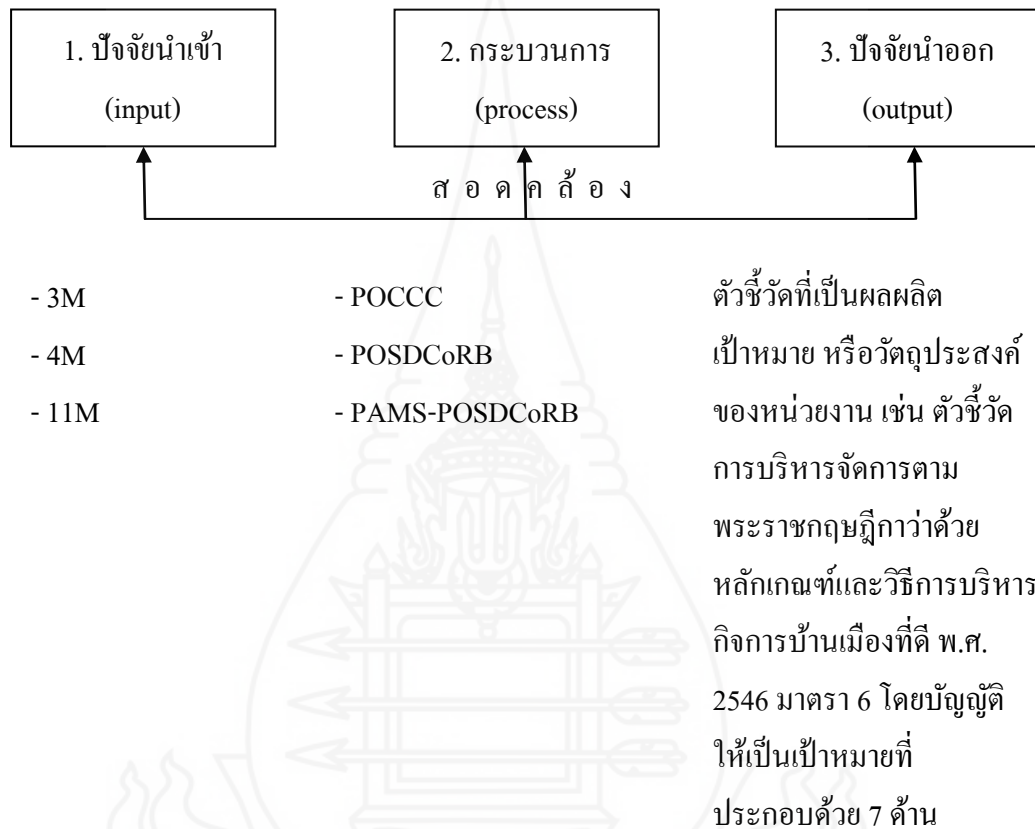 1. ปัจจัยนำเข้า
(input)
2. กระบวนการ
(process)
3. ปัจจัยนำออก
(output)
ส อ ด ค ล้ อ ง
- 3M
- 4M
- 11M
- POCCC
- POSDCoRB
- PAMS-POSDCoRB
ตัวชี้วัดที่เป็นผลผลิต
เป้าหมาย หรือวัตถุประสงค์
ของหน่วยงาน เช่น ตัวชี้วัด
การบริหารจัดการตาม
พระราชกฤษฎีกาว่าด้วย
หลักเกณฑ์และวิธีการบริหาร
กิจการบ้านเมืองที่ดี พ.ศ.
2546 มาตรา 6 โดยบัญญัติ
ให้เป็นเป้าหมายที่
ประกอบด้วย 7 ด้าน